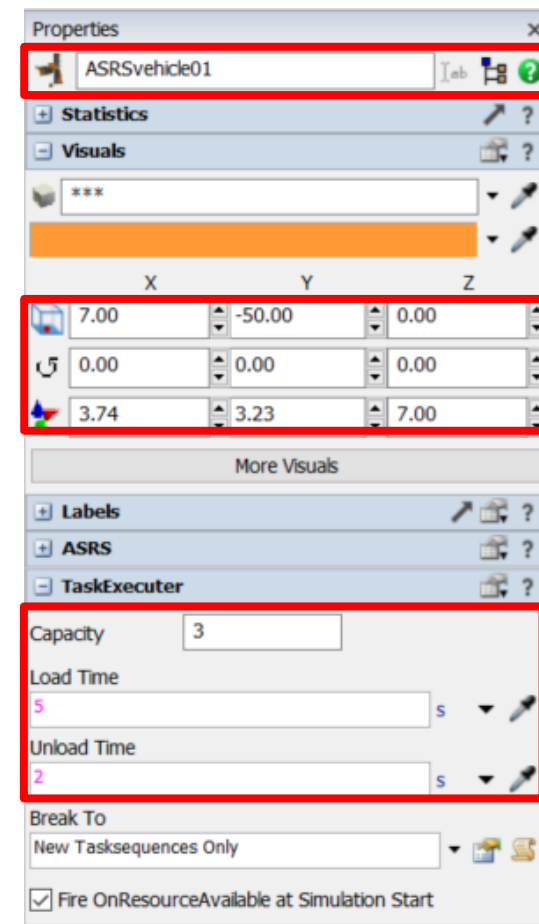 Properties
ASRSvehicle01
Statistics ?
Visuals ?
***
X Y Z
7.00 -50.00 0.00
0.00 0.00 0.00
3.74 3.23 7.00
More Visuals
Labels ?
ASRS ?
TaskExecuter ?
Capacity 3
Load Time
5 s
Unload Time
2 s
Break To
New Tasksequences Only
Fire OnResourceAvailable at Simulation Start